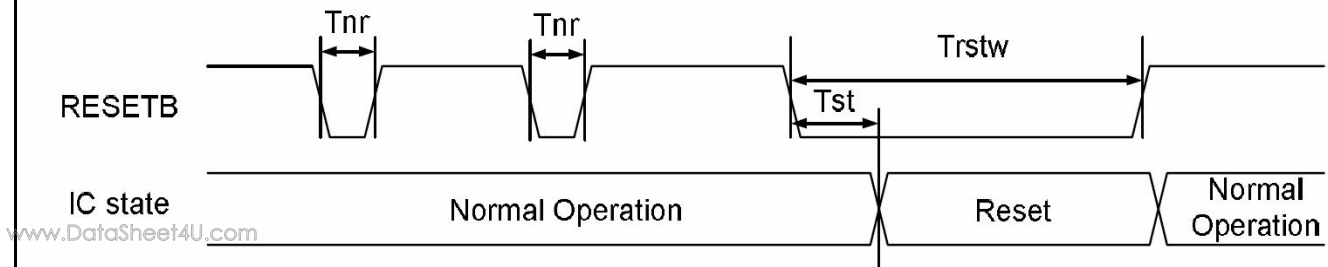 Tnr
Tnr
Trstw
RESETB
Tst
IC state
Normal Operation
Reset
Normal
Operation
www.DataSheet4U.com